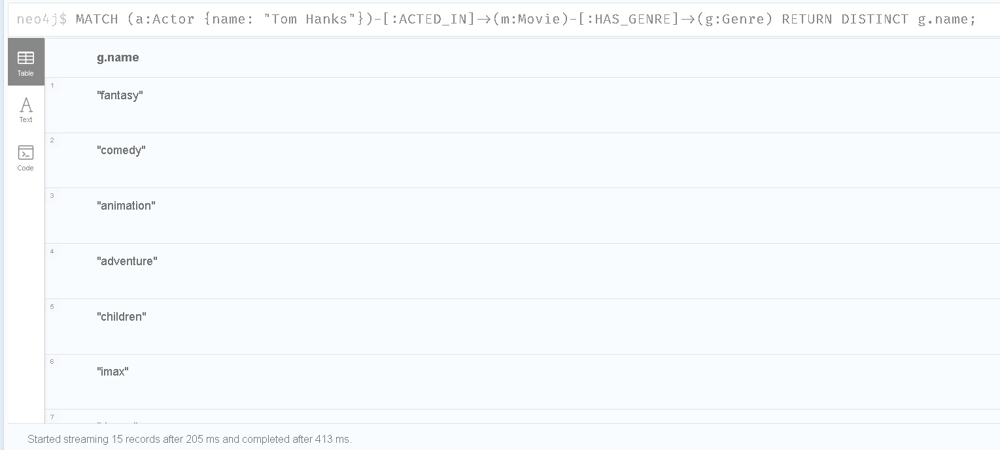 neo4j$ MATCH (a:Actor {name: "Tom Hanks"})-[:ACTED_IN]->(m:Movie)-[:HAS_GENRE]->(g:Genre) RETURN DISTINCT g.name;
Table
Text
Code
g.name
1
"fantasy"
2
"comedy"
3
"animation"
4
"adventure"
5
"children"
6
"imax"
7
Started streaming 15 records after 205 ms and completed after 413 ms.